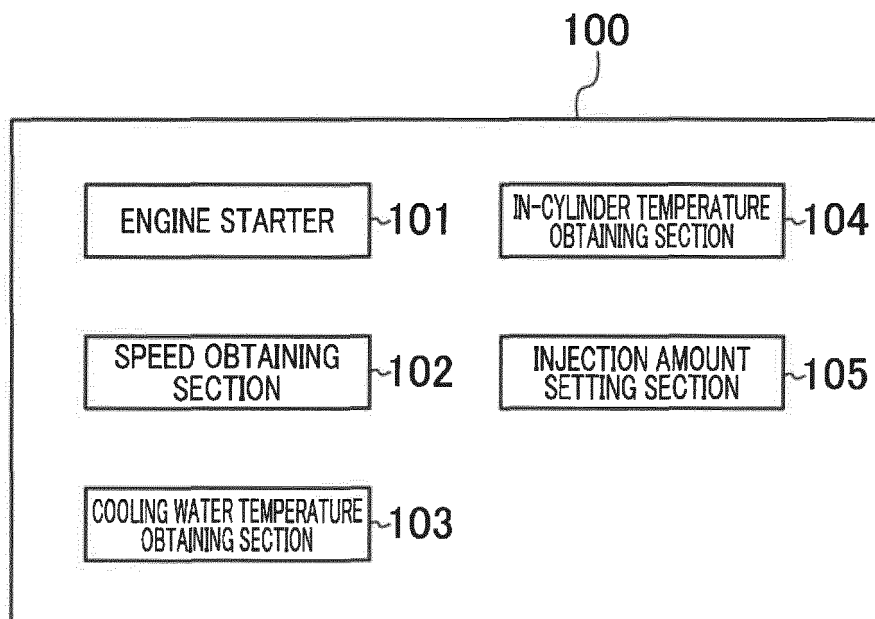 100
ENGINE STARTER
101
SPEED OBTAINING
SECTION
102
COOLING WATER TEMPERATURE
OBTAINING SECTION
103
IN-CYLINDER TEMPERATURE
OBTAINING SECTION
104
INJECTION AMOUNT
SETTING SECTION
105